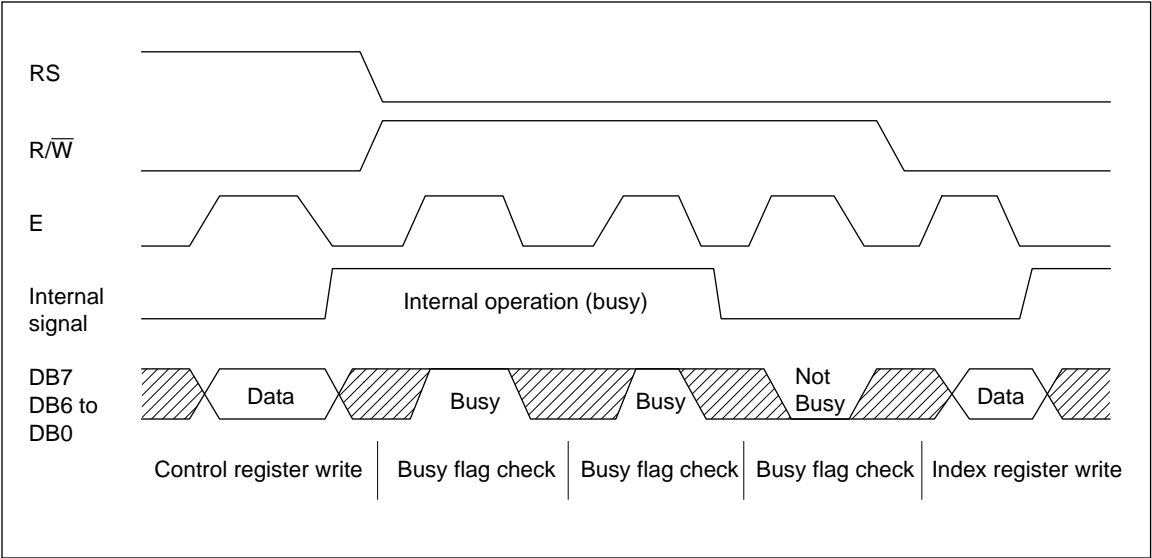 RS
R/W̅
E
Internal
signal
Internal operation (busy)
DB7
DB6 to
DB0
Data
Busy
Busy
Not
Busy
Data
Control register write
Busy flag check
Busy flag check
Busy flag check
Index register write